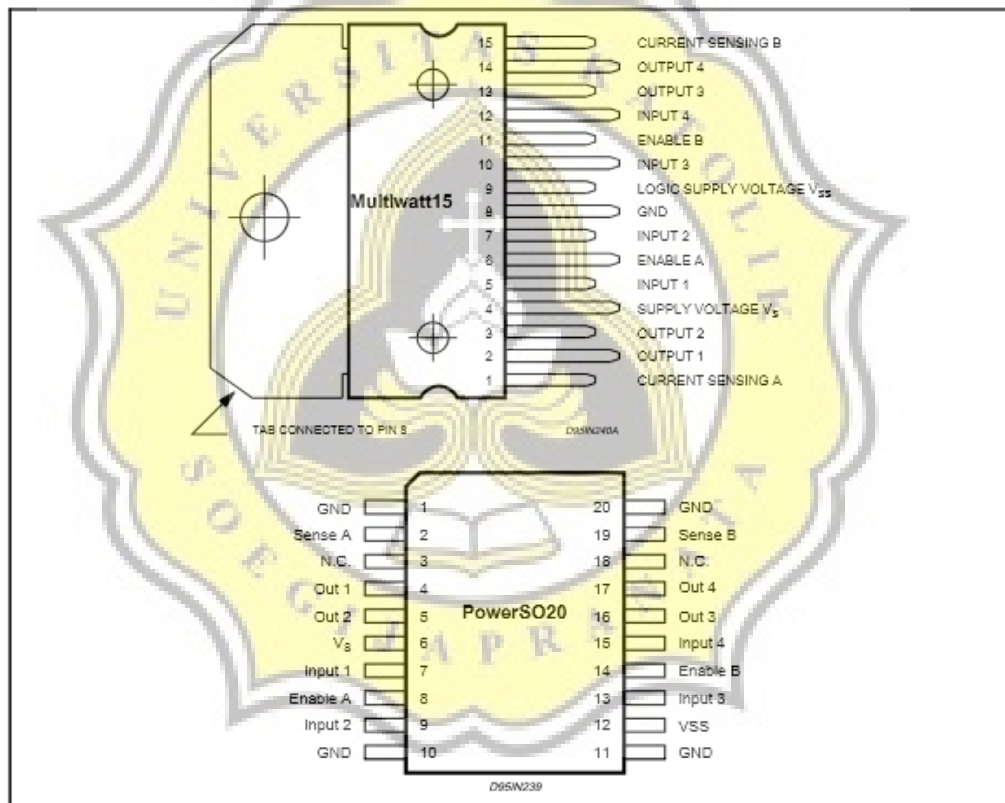 15 CURRENT SENSING B
14 OUTPUT 4
13 OUTPUT 3
12 INPUT 4
11 ENABLE B
10 INPUT 3
9 LOGIC SUPPLY VOLTAGE VSS
8 GND
7 INPUT 2
6 ENABLE A
5 INPUT 1
4 SUPPLY VOLTAGE VS
3 OUTPUT 2
2 OUTPUT 1
1 CURRENT SENSING A
Multiwatt15
TAB CONNECTED TO PIN 8
D95IN240A
GND 1 20 GND
Sense A 2 19 Sense B
N.C. 3 18 N.C.
Out 1 4 17 Out 4
Out 2 5 16 Out 3
PowerSO20
VS 6 15 Input 4
Input 1 7 14 Enable B
Enable A 8 13 Input 3
Input 2 9 12 VSS
GND 10 11 GND
D95IN239
UNIVERSITAS KATOLIK
SOEGIJAPRANATA